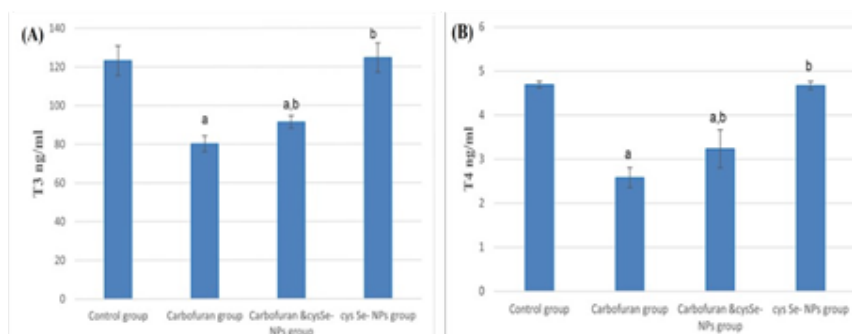 (A)
140
120
100
80
60
40
20
0
T3 ng/ml
a
a,b
b
Control group
Carbofuran group
Carbofuran &cysSe-
NPs group
cys Se- NPs group
(B)
6
5
4
3
2
1
0
T4 ng/ml
a
a,b
b
Control group
Carbofuran group
Carbofuran &cysSe-
NPs group
cys Se- NPs group